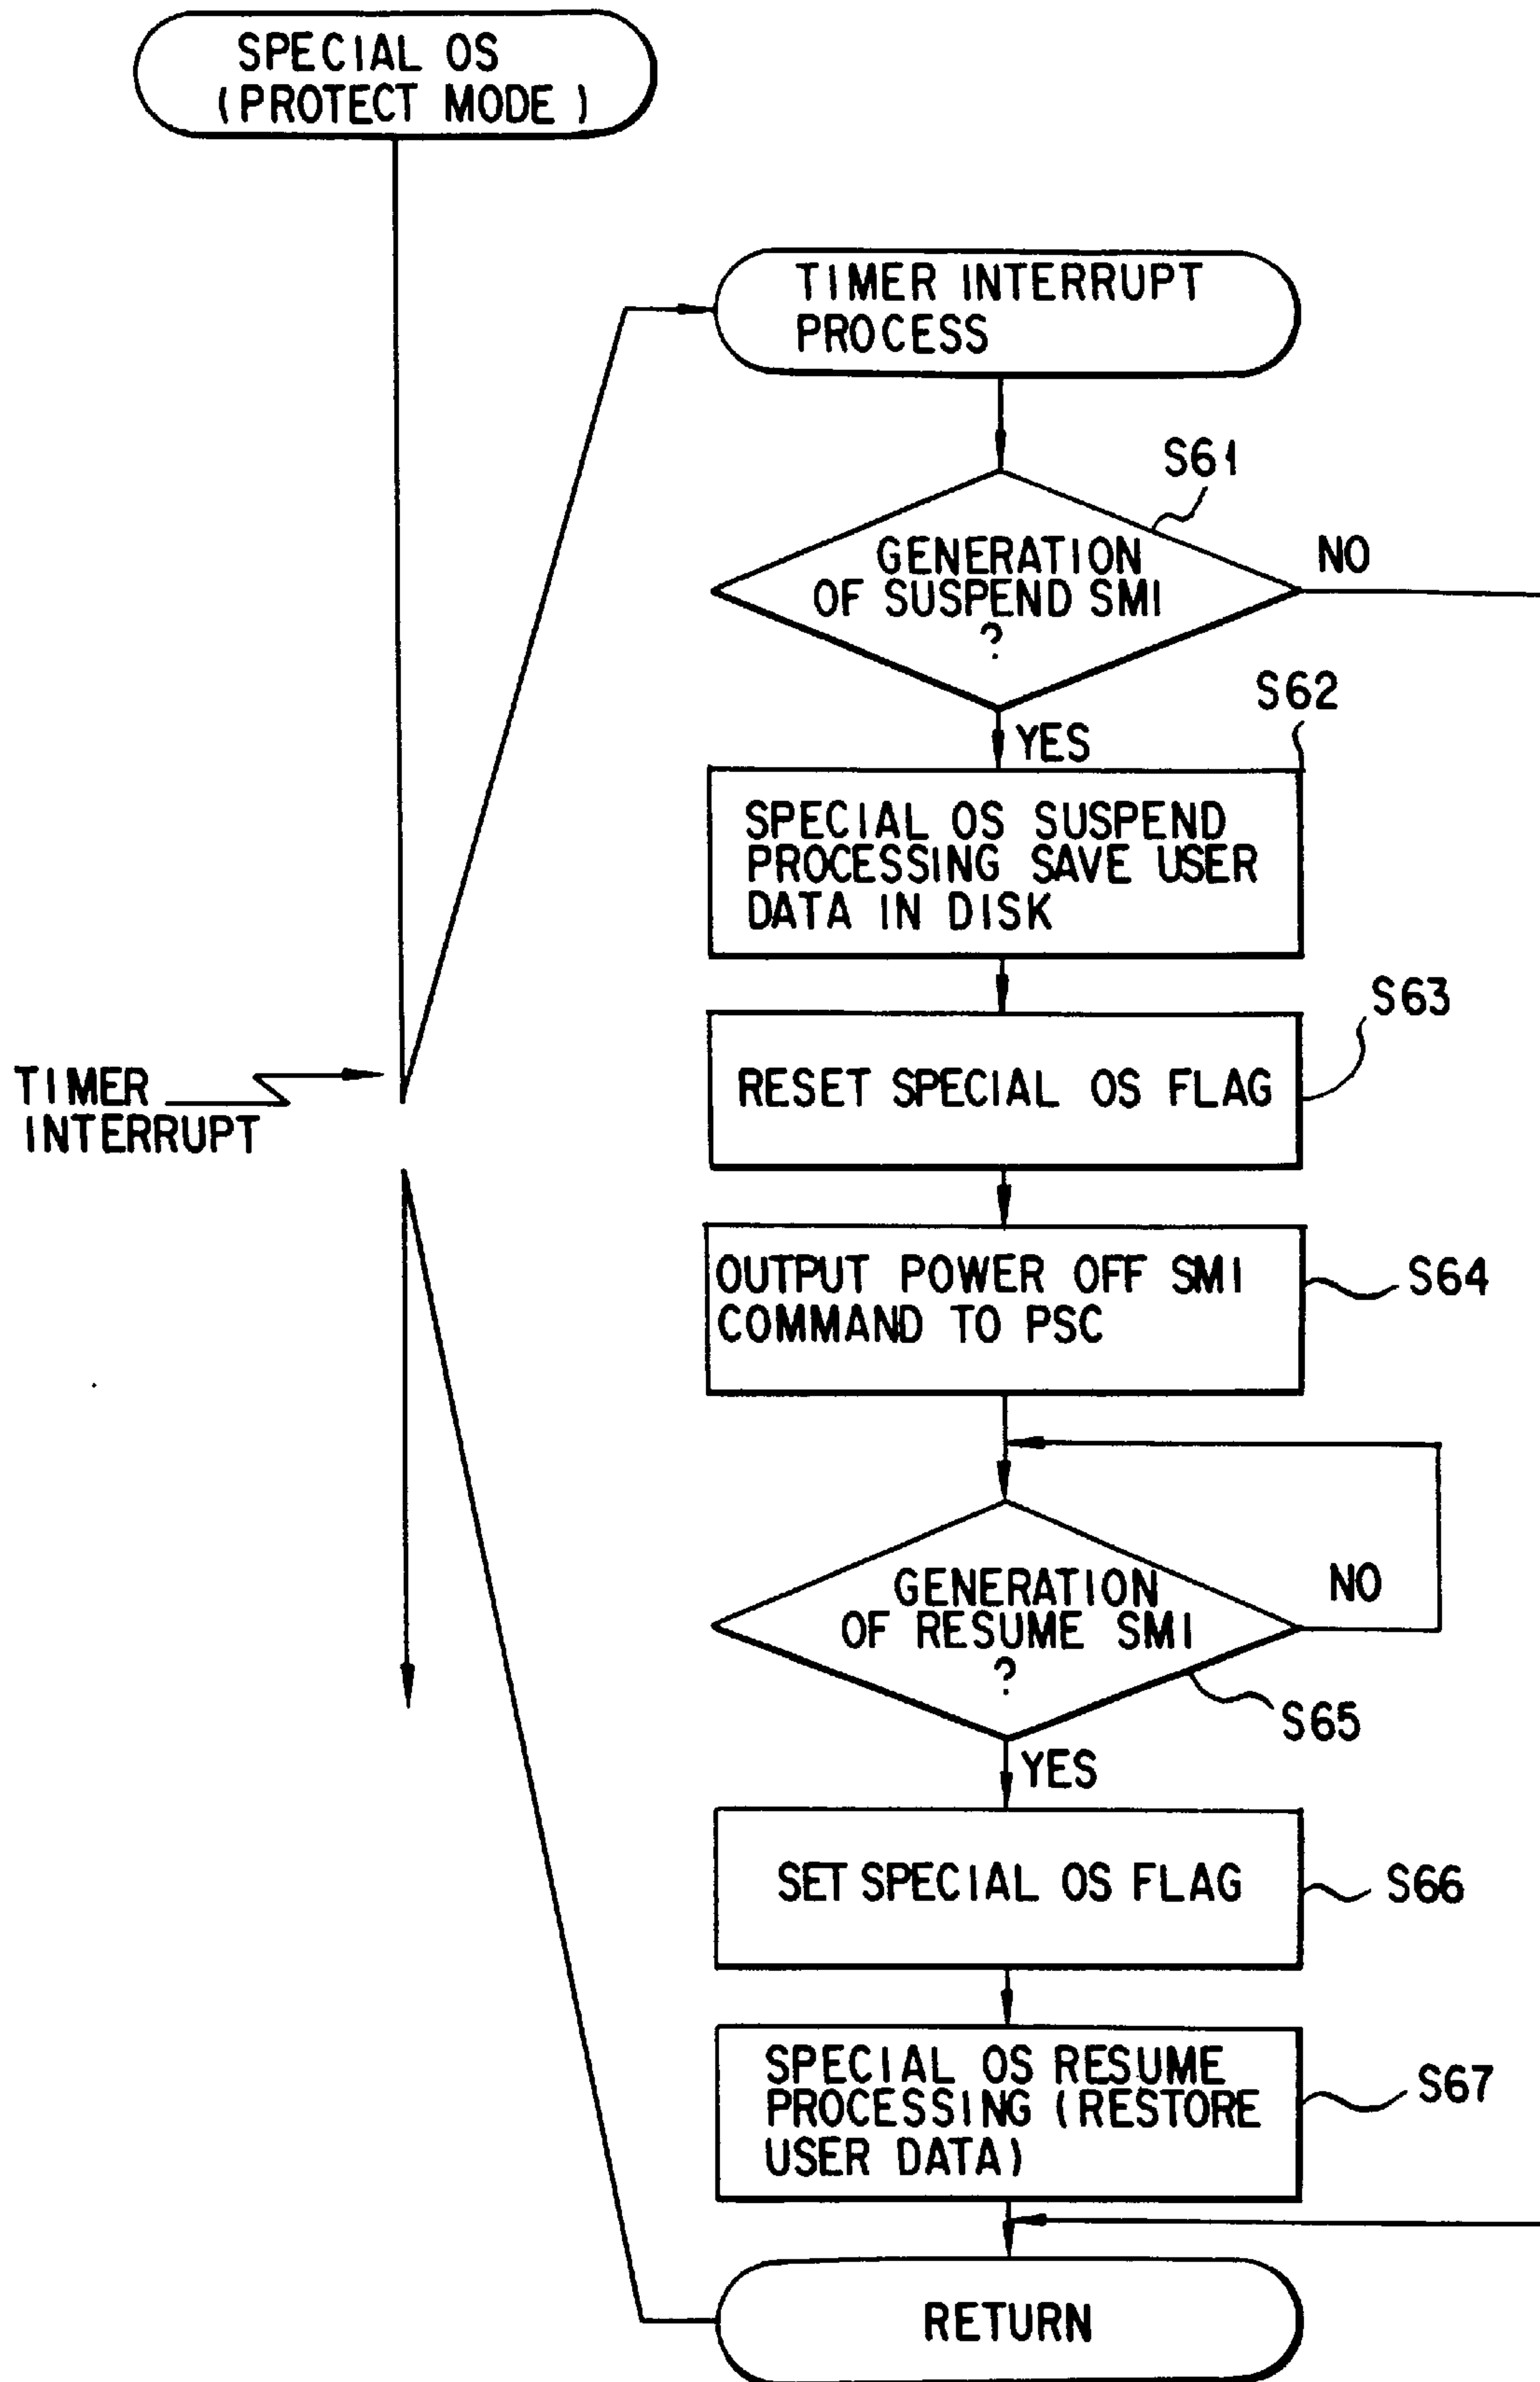 SPECIAL OS
(PROTECT MODE)
TIMER INTERRUPT
PROCESS
S61
GENERATION
OF SUSPEND SMI
?
NO
YES
S62
SPECIAL OS SUSPEND
PROCESSING SAVE USER
DATA IN DISK
S63
RESET SPECIAL OS FLAG
TIMER
INTERRUPT
OUTPUT POWER OFF SMI
COMMAND TO PSC
S64
GENERATION
OF RESUME SMI
?
NO
S65
YES
SET SPECIAL OS FLAG
S66
SPECIAL OS RESUME
PROCESSING (RESTORE
USER DATA)
S67
RETURN